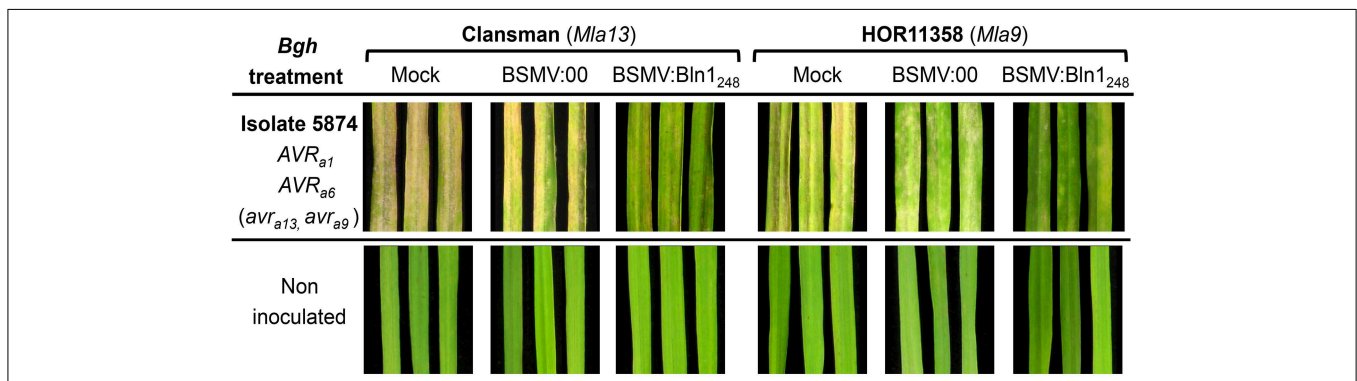 Clansman (Mla13) HOR11358 (Mla9)
Bgh
treatment
Mock BSMV:00 BSMV:Bln1248 Mock BSMV:00 BSMV:Bln1248
Isolate 5874
AVRa1
AVRa6
(avra13, avra9)
Non
inoculated